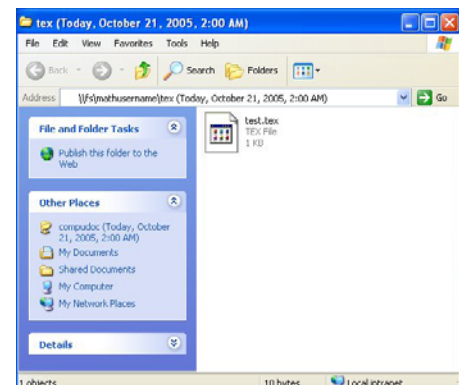 tex (Today, October 21, 2005, 2:00 AM)
File Edit View Favorites Tools Help
Back Search Folders
Address \\fs\mathusername\tex (Today, October 21, 2005, 2:00 AM) Go
File and Folder Tasks
Publish this folder to the
Web
test.tex
TEX File
1 KB
Other Places
compudoc (Today, October
21, 2005, 2:00 AM)
My Documents
Shared Documents
My Computer
My Network Places
Details
1 objects 10 bytes Local intranet